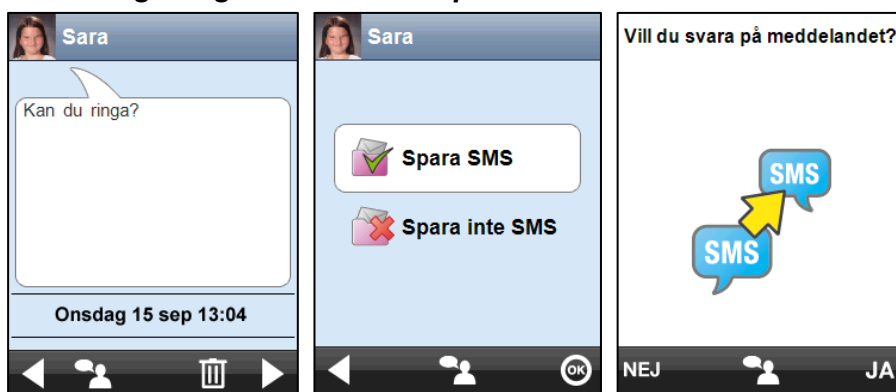 Sara
Kan du ringa?
Onsdag 15 sep 13:04
Sara
Spara SMS
Spara inte SMS
OK
Vill du svara på meddelandet?
SMS
SMS
NEJ
JA